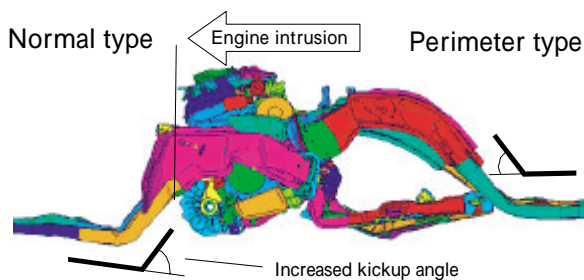 Normal type
Engine intrusion
Perimeter type
Increased kickup angle